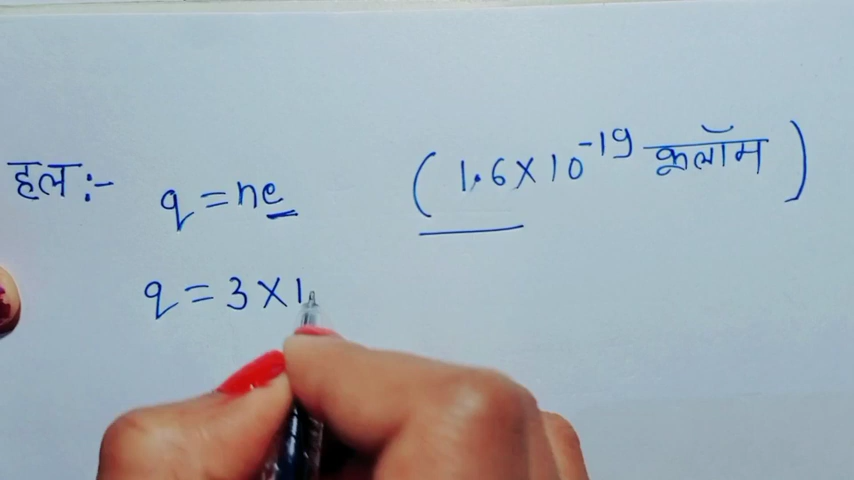 हल :- q = ne (1.6 × 10⁻¹⁹ कूलॉम)
q = 3 × 1.